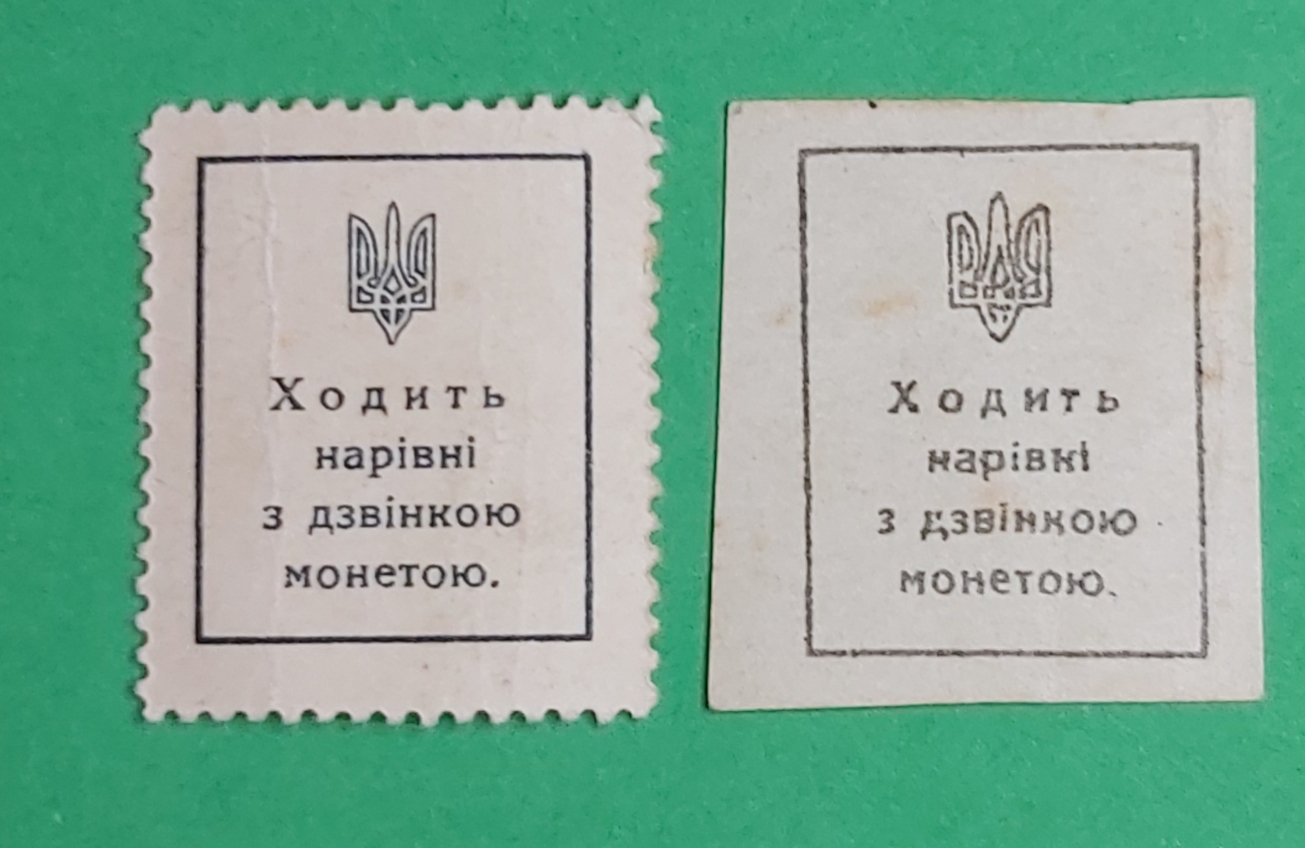 Ходить
нарівні
з дзвінкою
монетою.
Ходить
нарівні
з дзвінкою
монетою.